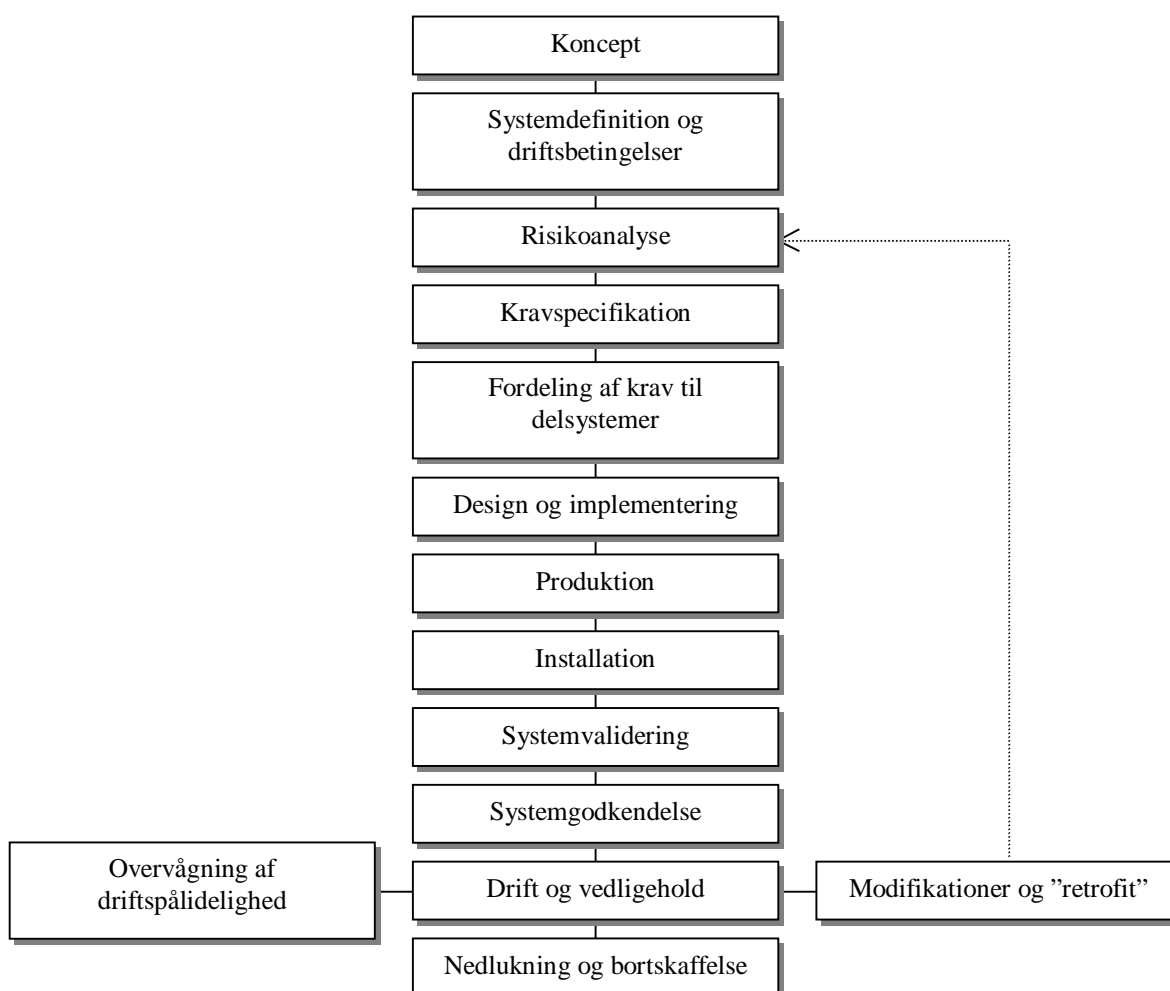 Koncept
Systemdefinition og
driftsbetingelser
Risikoanalyse
Kravspecifikation
Fordeling af krav til
delsystemer
Design og implementering
Produktion
Installation
Systemvalidering
Systemgodkendelse
Overvågning af
driftspålidelighed
Drift og vedligehold
Modifikationer og ”retrofit”
Nedlukning og bortskaffelse